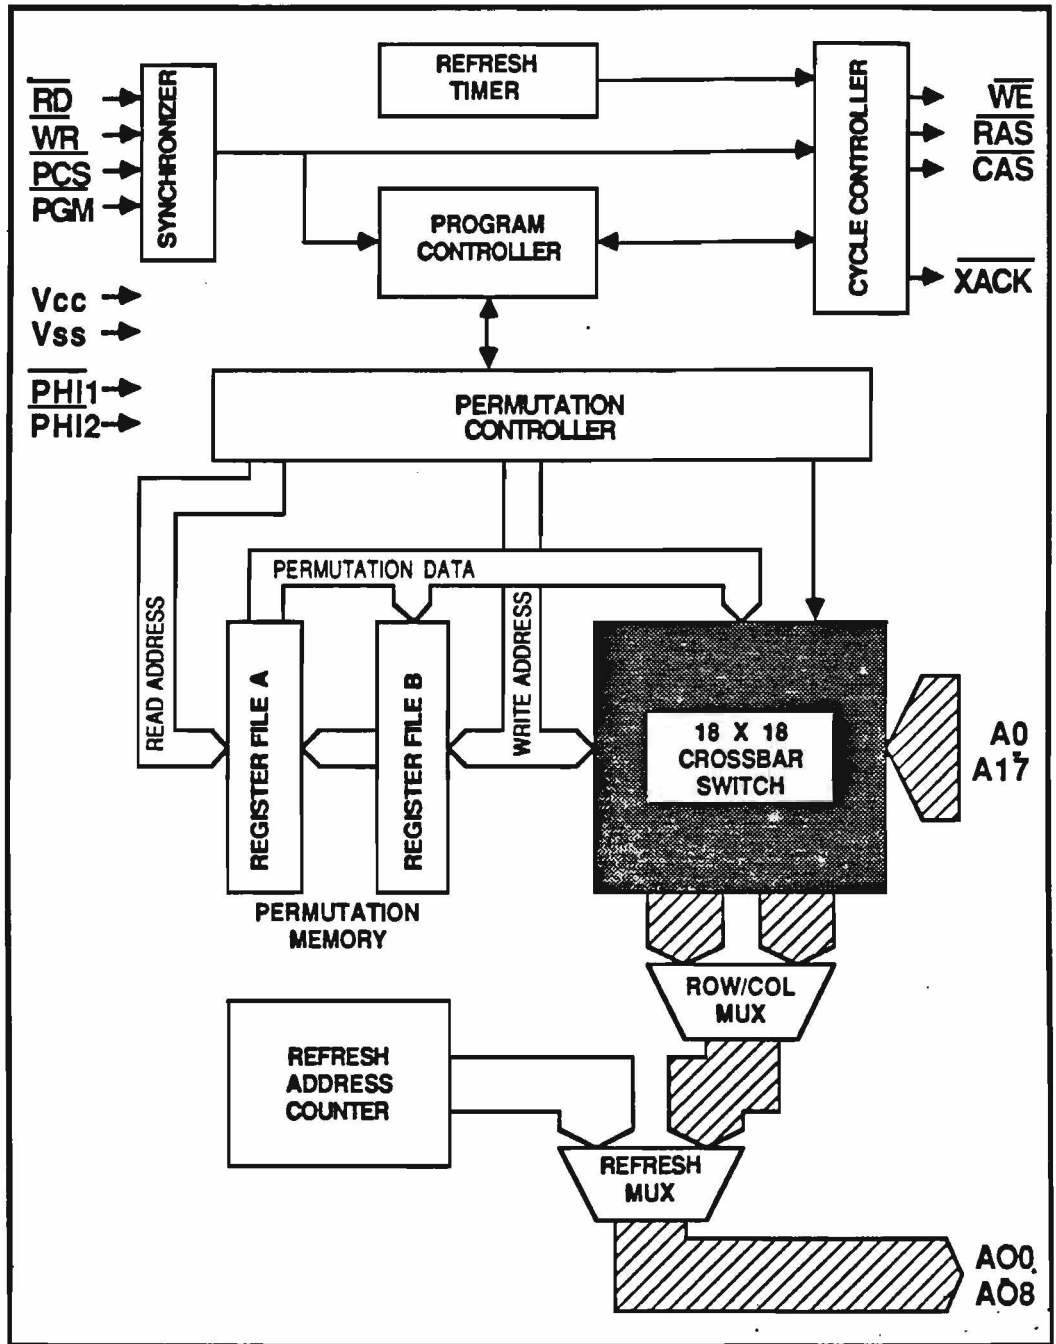 RD
WR
PCS
PGM
SYNCHRONIZER
REFRESH
TIMER
CYCLE CONTROLLER
WE
RAS
CAS
XACK
PROGRAM
CONTROLLER
Vcc
Vss
PHI1
PHI2
PERMUTATION
CONTROLLER
PERMUTATION DATA
READ ADDRESS
WRITE ADDRESS
REGISTER FILE A
REGISTER FILE B
18 X 18
CROSSBAR
SWITCH
A0
-
A17
PERMUTATION
MEMORY
ROW/COL
MUX
REFRESH
ADDRESS
COUNTER
REFRESH
MUX
AO0
-
AO8